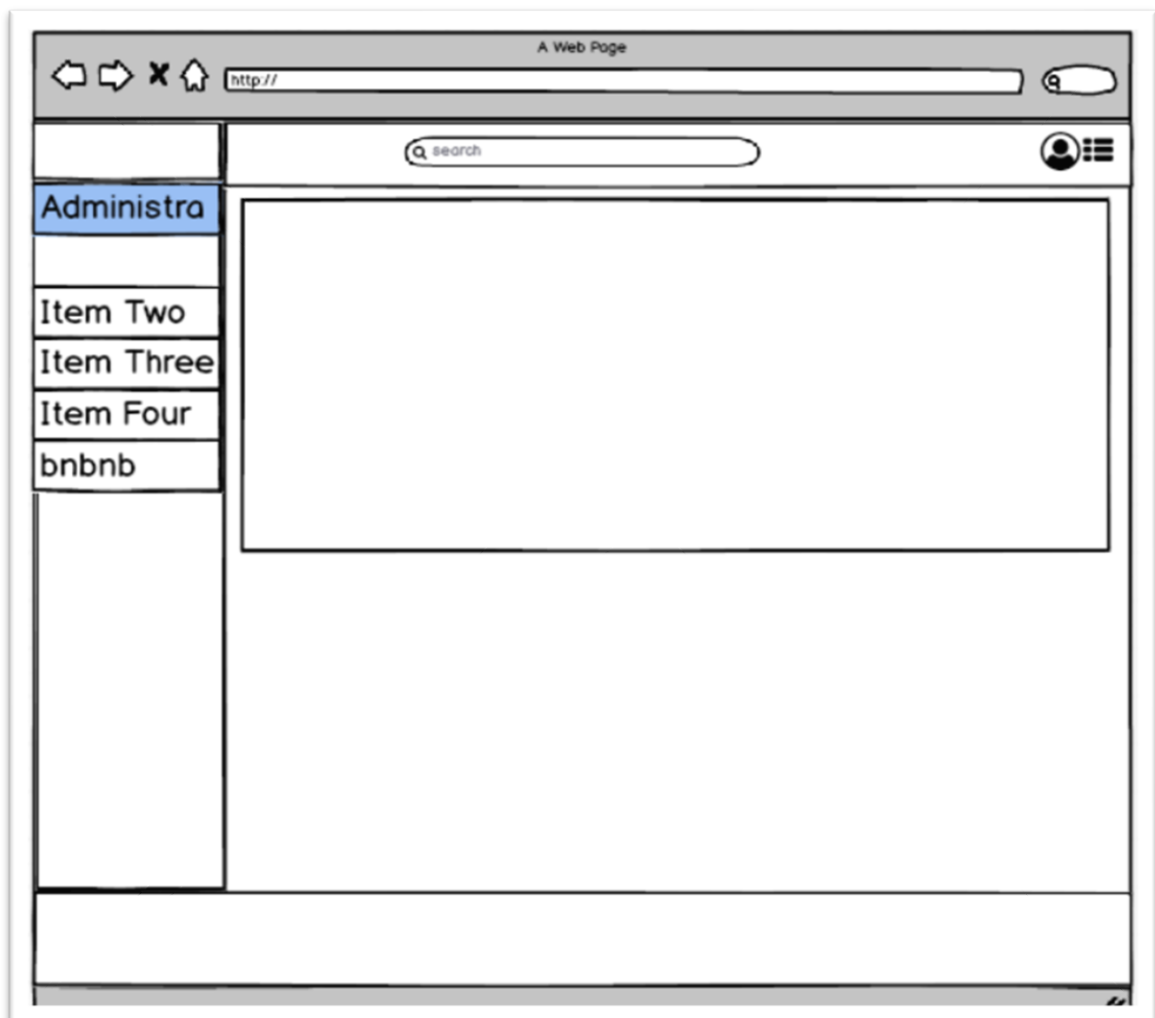 A Web Page
http://
search
Administra
Item Two
Item Three
Item Four
bnbnb